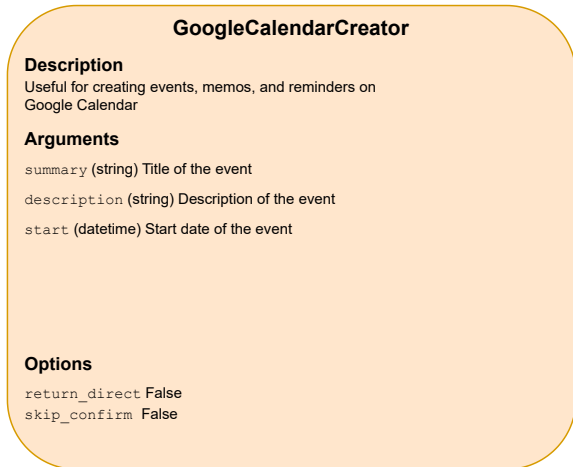 GoogleCalendarCreator
Description
Useful for creating events, memos, and reminders on
Google Calendar
Arguments
summary (string) Title of the event
description (string) Description of the event
start (datetime) Start date of the event
Options
return_direct False
skip_confirm False